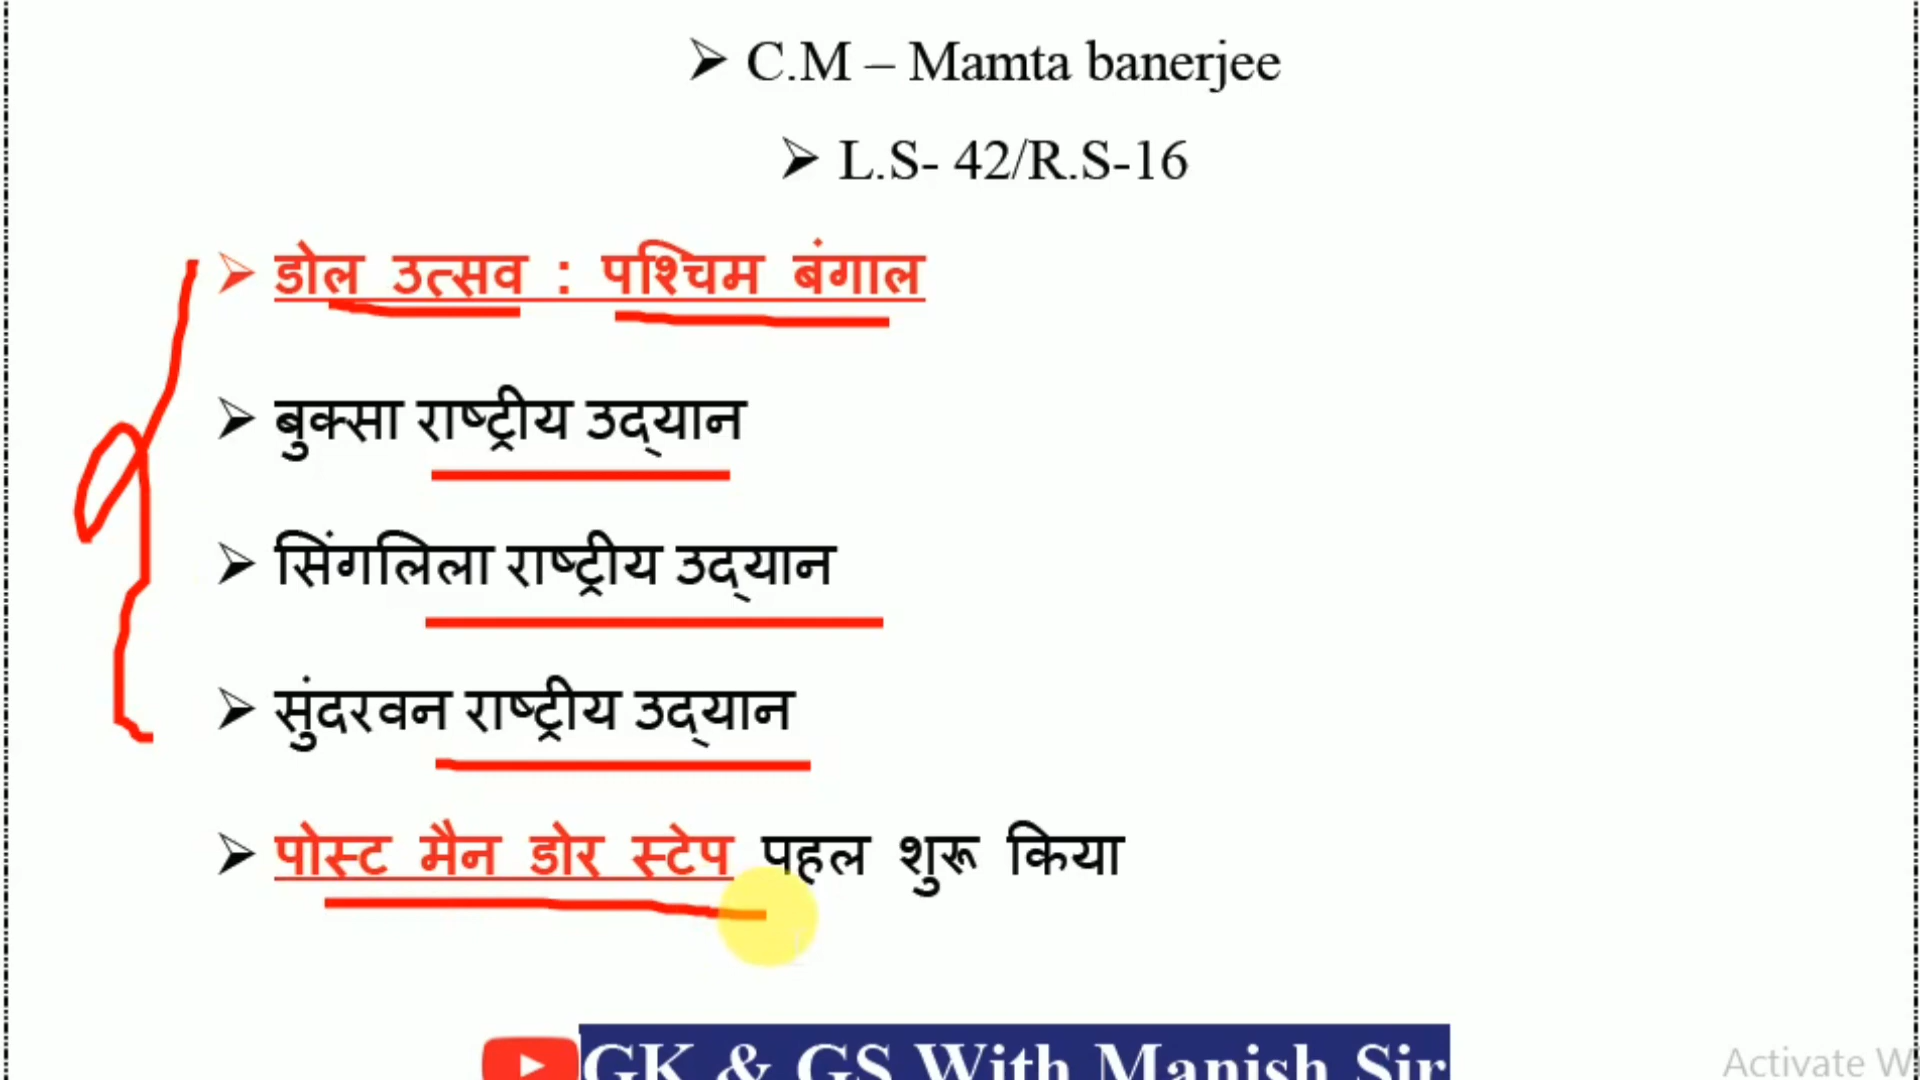 ➢ C.M – Mamta banerjee
➢ L.S- 42/R.S-16
➢ डोल उत्सव : पश्चिम बंगाल
➢ बुक्सा राष्ट्रीय उद्यान
➢ सिंगलिला राष्ट्रीय उद्यान
➢ सुंदरवन राष्ट्रीय उद्यान
➢ पोस्ट मैन डोर स्टेप पहल शुरू किया
GK & GS With Manish Sir
Activate W